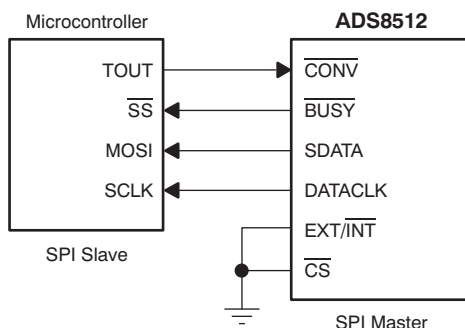 Microcontroller
ADS8512
TOUT
CONV
SS
BUSY
MOSI
SDATA
SCLK
DATACLK
EXT/INT
CS
SPI Slave
SPI Master